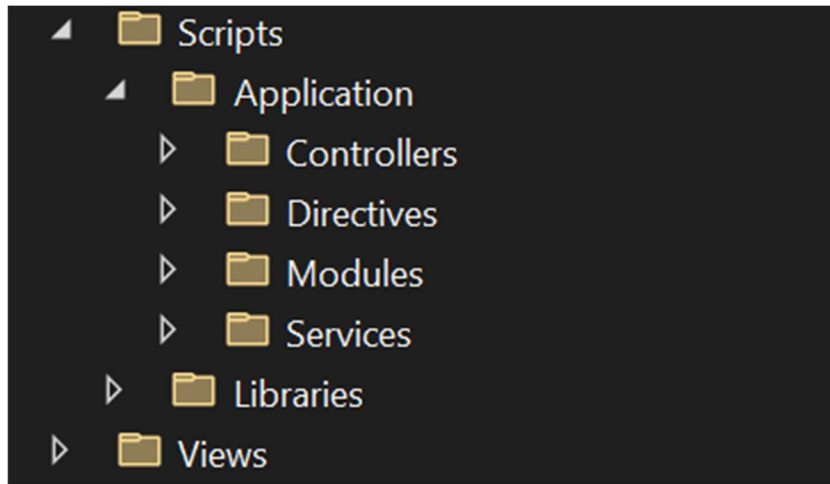 Scripts
Application
Controllers
Directives
Modules
Services
Libraries
Views